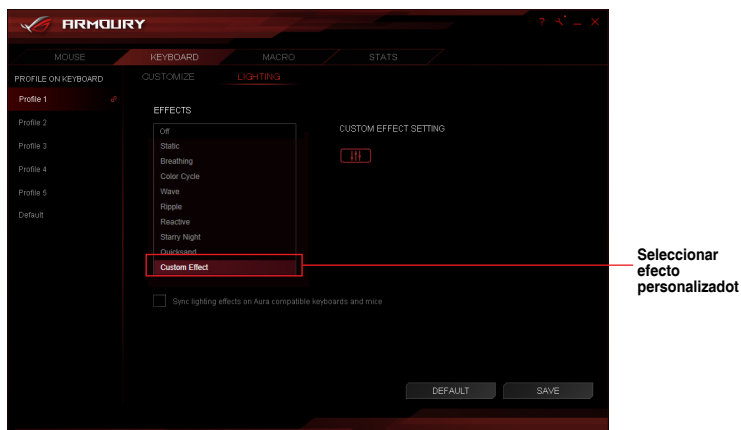 ARMOURY
?
MOUSE KEYBOARD MACRO STATS
PROFILE ON KEYBOARD CUSTOMIZE LIGHTING
Profile 1
Profile 2
Profile 3
Profile 4
Profile 5
Default
EFFECTS
Off
Static
Breathing
Color Cycle
Wave
Ripple
Reactive
Starry Night
Quicksand
Custom Effect
CUSTOM EFFECT SETTING
Sync lighting effects on Aura compatible keyboards and mice
DEFAULT SAVE
Seleccionar
efecto
personalizadot